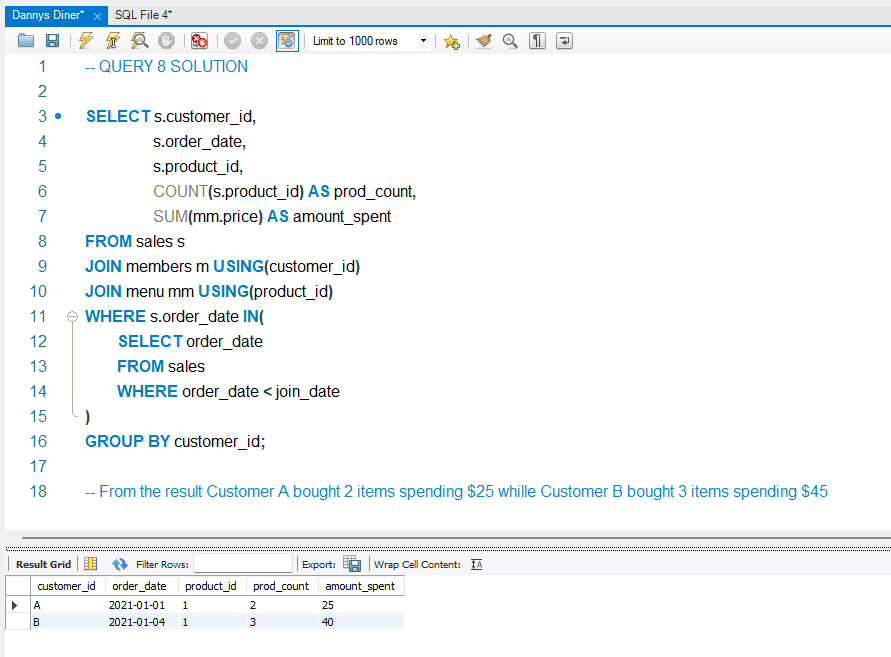 Dannys Diner* × SQL File 4*
Limit to 1000 rows
1 -- QUERY 8 SOLUTION
2
3 SELECT s.customer_id,
4 s.order_date,
5 s.product_id,
6 COUNT(s.product_id) AS prod_count,
7 SUM(mm.price) AS amount_spent
8 FROM sales s
9 JOIN members m USING(customer_id)
10 JOIN menu mm USING(product_id)
11 WHERE s.order_date IN(
12 SELECT order_date
13 FROM sales
14 WHERE order_date < join_date
15 )
16 GROUP BY customer_id;
17
18 -- From the result Customer A bought 2 items spending $25 whille Customer B bought 3 items spending $45
Result Grid Filter Rows: Export: Wrap Cell Content: IA
customer_id order_date product_id prod_count amount_spent
A 2021-01-01 1 2 25
B 2021-01-04 1 3 40